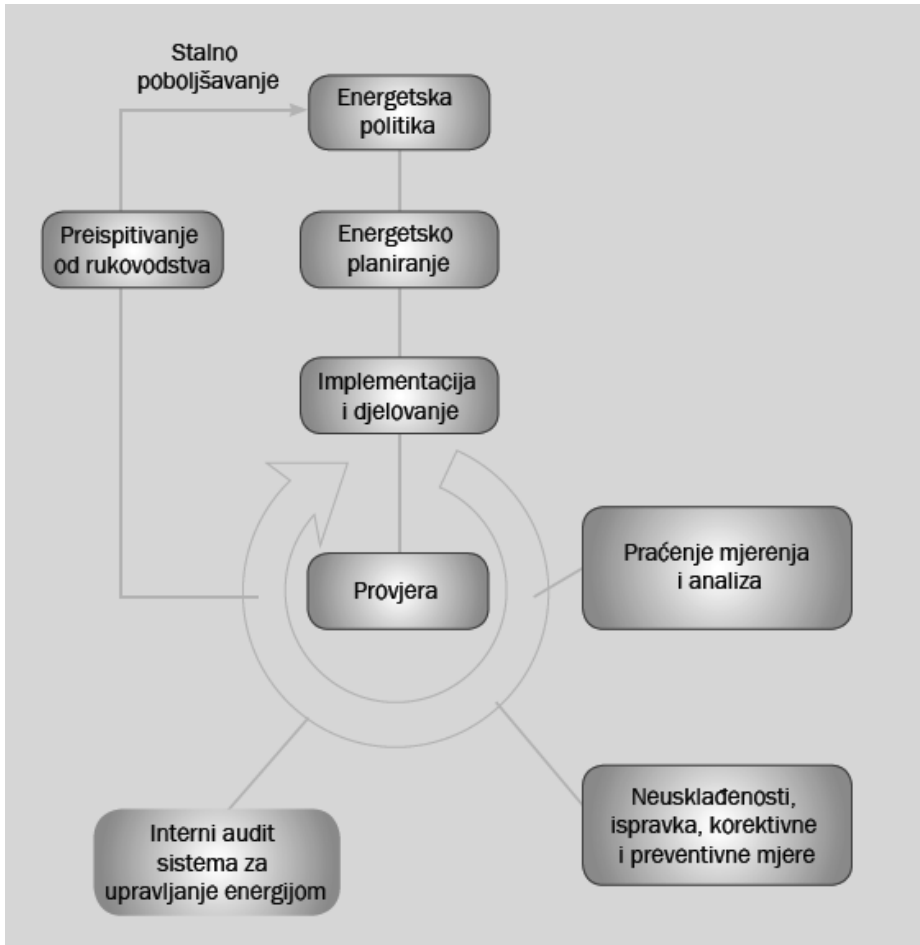 Stalno
poboljšavanje
Energetska
politika
Preispitivanje
od rukovodstva
Energetsko
planiranje
Implementacija
i djelovanje
Provjera
Praćenje mjerenja
i analiza
Neusklađenosti,
ispravka, korektivne
i preventivne mjere
Interni audit
sistema za
upravljanje energijom